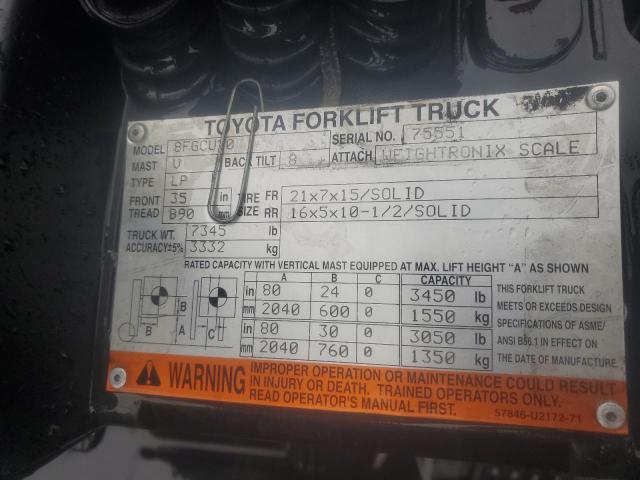 TOYOTA FORKLIFT TRUCK
MODEL 8FGCU SERIAL NO. 75551
MAST V BACK TILT 8 ATTACH. WEIGHTRONIX SCALE
TYPE LP
FRONT 35 in TIRE FR 21x7x15/SOLID
TREAD 890 mm SIZE RR 16x5x10-1/2/SOLID
TRUCK WT. 7345 lb
ACCURACY±5% 3332 kg
RATED CAPACITY WITH VERTICAL MAST EQUIPPED AT MAX. LIFT HEIGHT "A" AS SHOWN
A B C CAPACITY THIS FORKLIFT TRUCK
in 80 24 0 3450 lb MEETS OR EXCEEDS DESIGN
mm 2040 600 0 1550 kg SPECIFICATIONS OF ASME/
in 80 30 0 3050 lb ANSI B56.1 IN EFFECT ON
mm 2040 760 0 1350 kg THE DATE OF MANUFACTURE.
B
B A C
WARNING IMPROPER OPERATION OR MAINTENANCE COULD RESULT
IN INJURY OR DEATH. TRAINED OPERATORS ONLY.
READ OPERATOR'S MANUAL FIRST. 57846-U2172-71